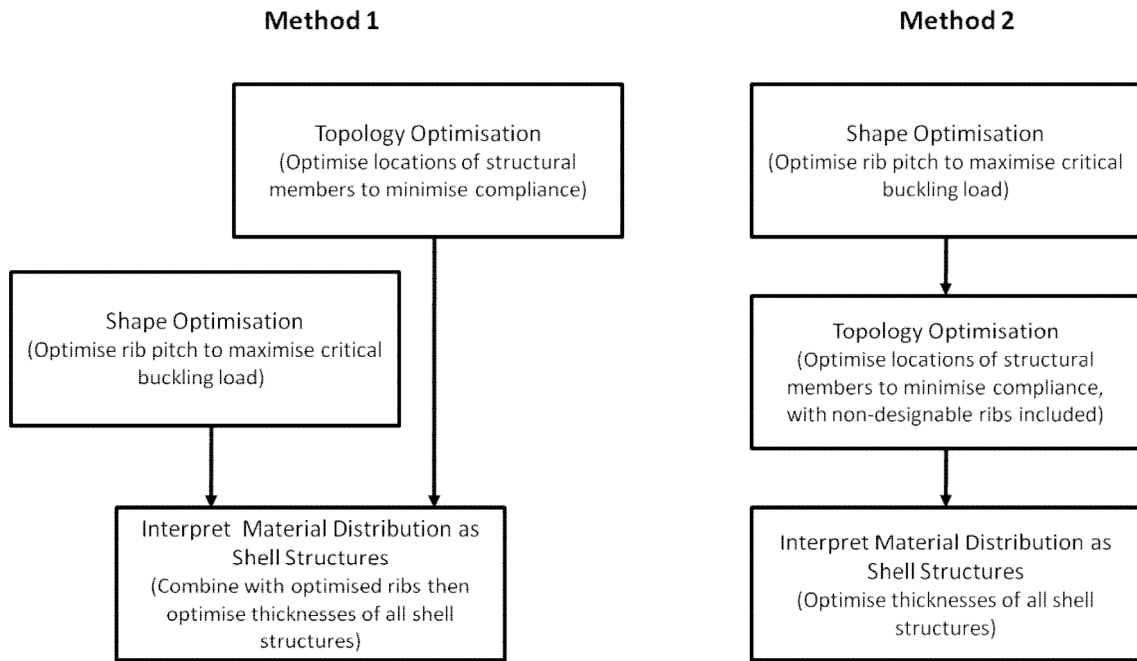 Method 1
Topology Optimisation
(Optimise locations of structural
members to minimise compliance)
Shape Optimisation
(Optimise rib pitch to maximise critical
buckling load)
Interpret Material Distribution as
Shell Structures
(Combine with optimised ribs then
optimise thicknesses of all shell
structures)
Method 2
Shape Optimisation
(Optimise rib pitch to maximise critical
buckling load)
Topology Optimisation
(Optimise locations of structural
members to minimise compliance,
with non-designable ribs included)
Interpret Material Distribution as
Shell Structures
(Optimise thicknesses of all shell
structures)